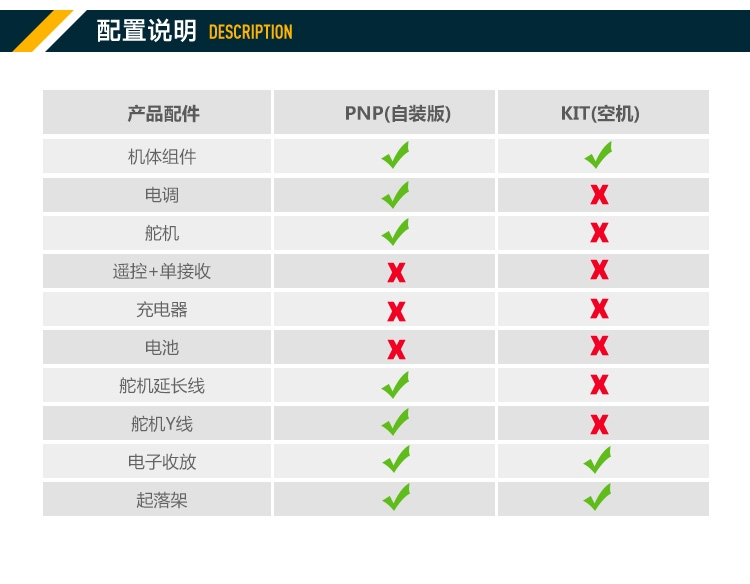 配置说明 DESCRIPTION
产品配件 PNP(自装版) KIT(空机)
机体组件
电调
舵机
遥控+单接收
充电器
电池
舵机延长线
舵机Y线
电子收放
起落架